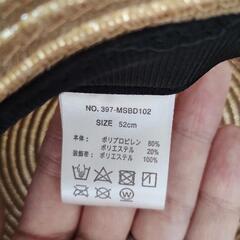 NO. 397-MSBD102
SIZE 52cm
本体: ポリプロピレン 80%
ポリエステル 20%
装飾帯: ポリエステル 100%